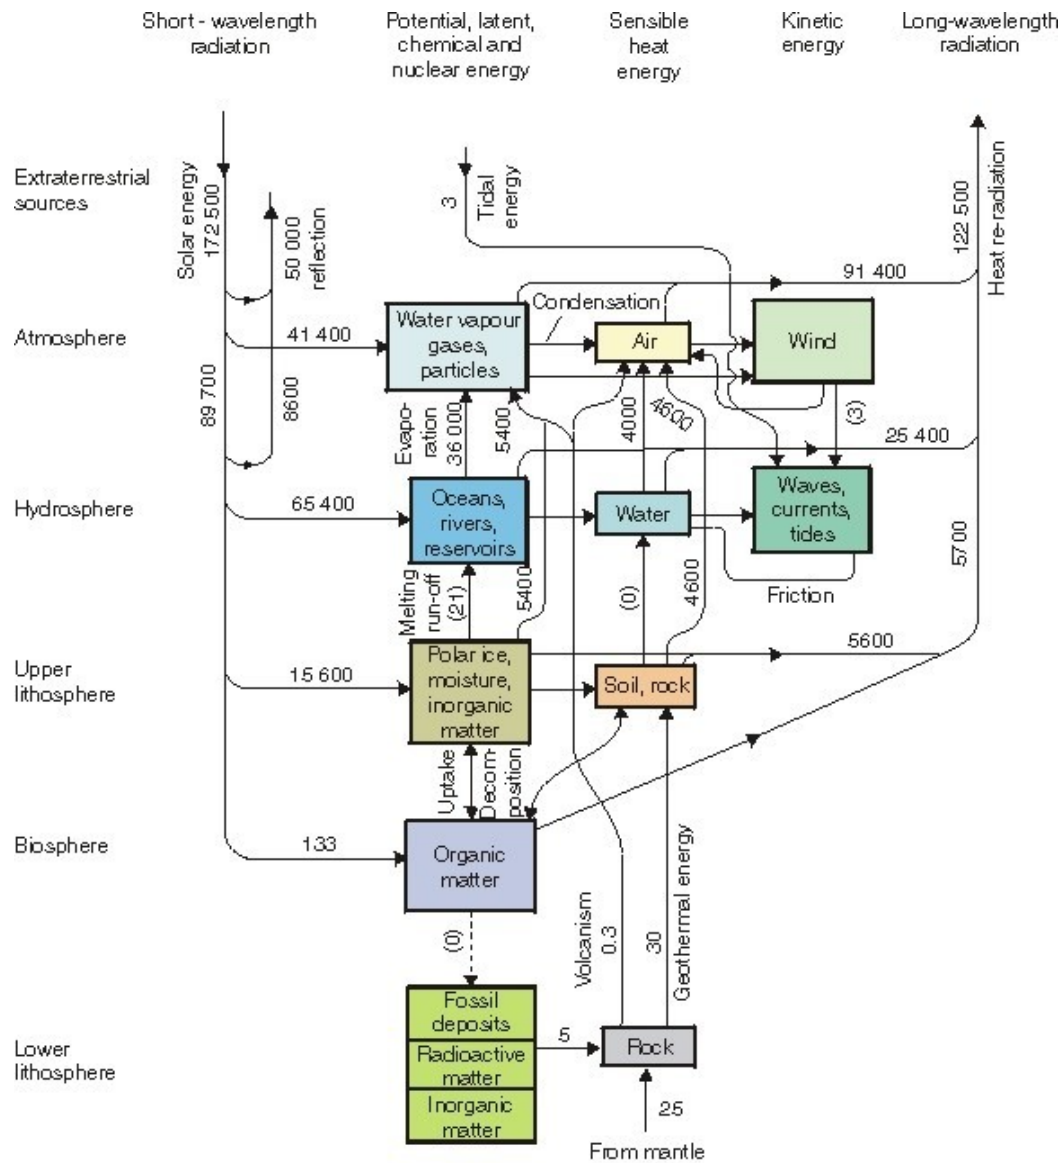 Short - wavelength
radiation
Potential, latent,
chemical and
nuclear energy
Sensible
heat
energy
Kinetic
energy
Long-wavelength
radiation
Extraterrestrial
sources
Solar energy
172 500
50 000
reflection
3
Tidal
energy
122 500
Heat re-radiation
91 400
Atmosphere
41 400
Water vapour
gases,
particles
Condensation
Air
Wind
89 700
8600
Evapo-
ration
36 000
5400
4000
4600
(3)
25 400
Hydrosphere
65 400
Oceans,
rivers,
reservoirs
Water
Waves,
currents,
tides
Melting
run-off
(21)
5400
(0)
4600
Friction
5700
Upper
lithosphere
15 600
Polar ice,
moisture,
inorganic
matter
Soil, rock
5600
Uptake
Decom-
position
Biosphere
133
Organic
matter
(0)
Volcanism
0.3
30
Geothermal energy
Lower
lithosphere
Fossil
deposits
Radioactive
matter
Inorganic
matter
5
Rock
25
From mantle